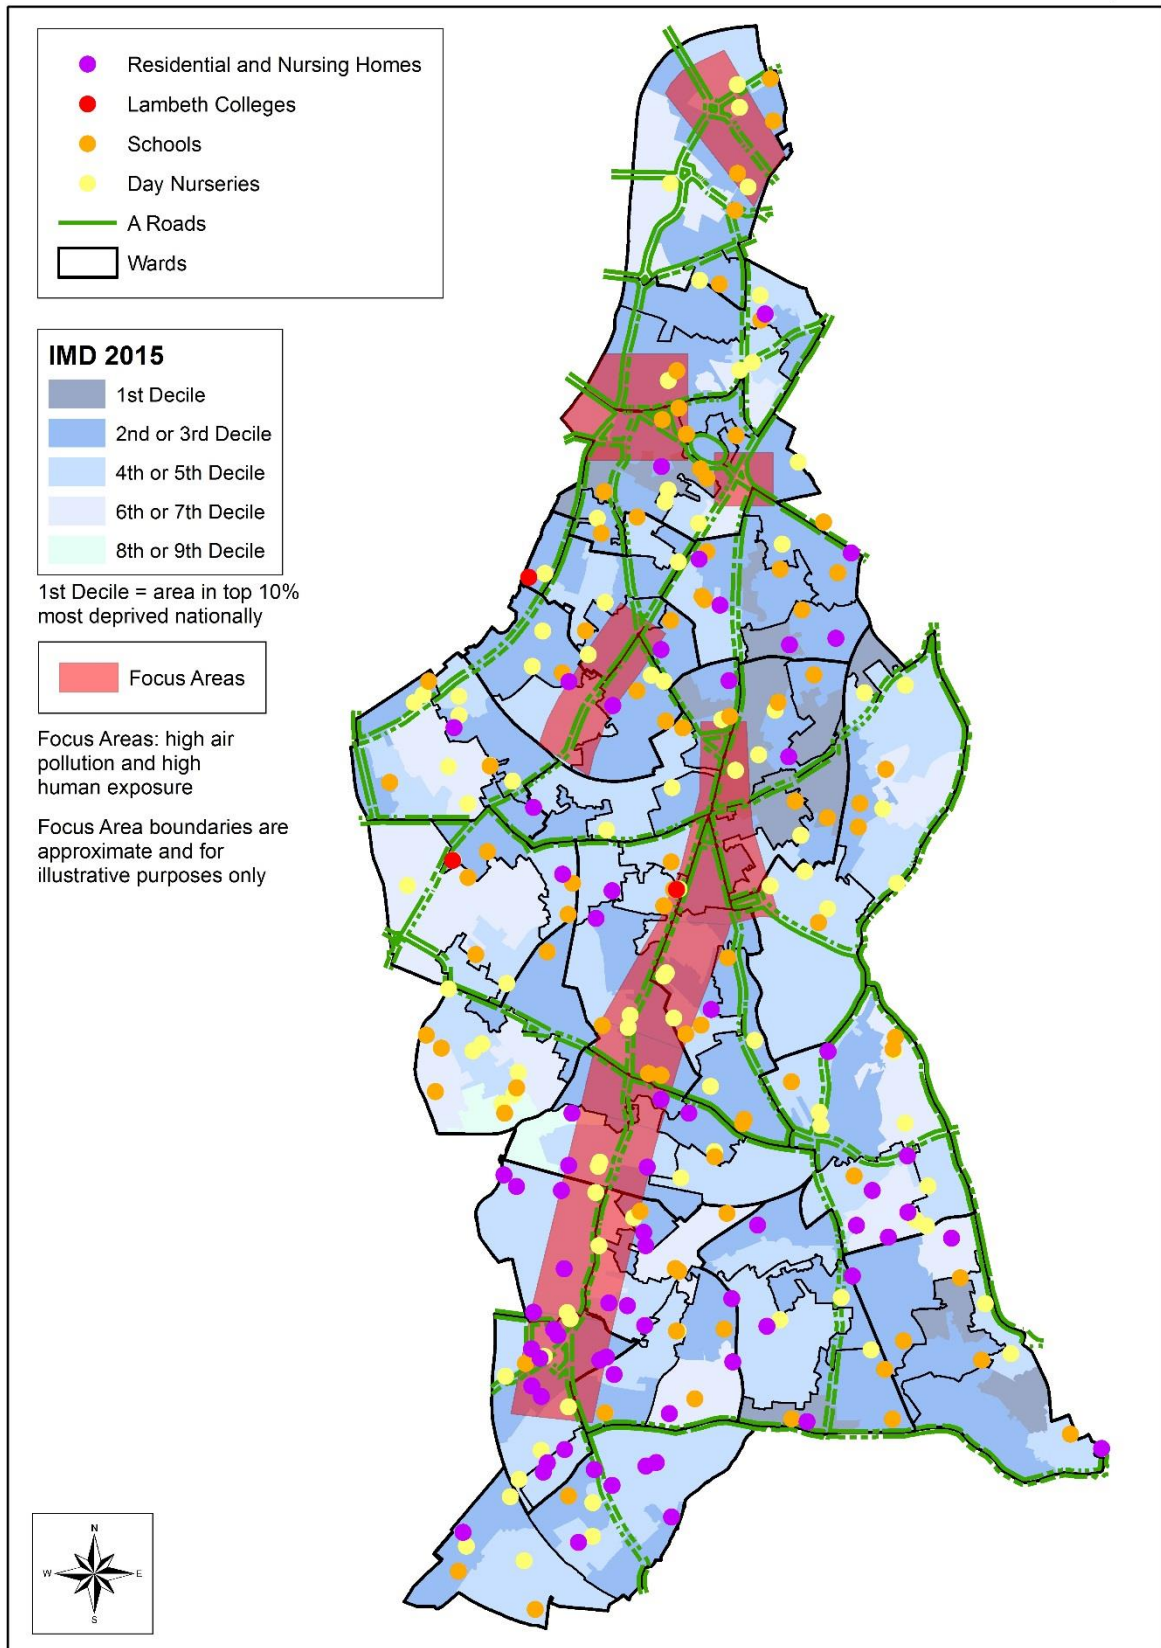 Residential and Nursing Homes
Lambeth Colleges
Schools
Day Nurseries
A Roads
Wards
IMD 2015
1st Decile
2nd or 3rd Decile
4th or 5th Decile
6th or 7th Decile
8th or 9th Decile
1st Decile = area in top 10%
most deprived nationally
Focus Areas
Focus Areas: high air
pollution and high
human exposure
Focus Area boundaries are
approximate and for
illustrative purposes only
N
W E
S